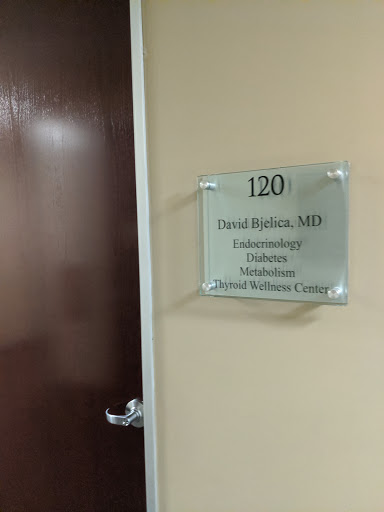 120
David Bjelica, MD
Endocrinology
Diabetes
Metabolism
Thyroid Wellness Center